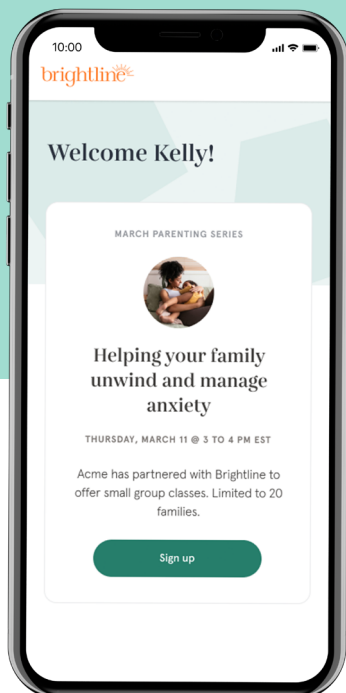 10:00
brightline
Welcome Kelly!
MARCH PARENTING SERIES
Helping your family
unwind and manage
anxiety
THURSDAY, MARCH 11 @ 3 TO 4 PM EST
Acme has partnered with Brightline to
offer small group classes. Limited to 20
families.
Sign up